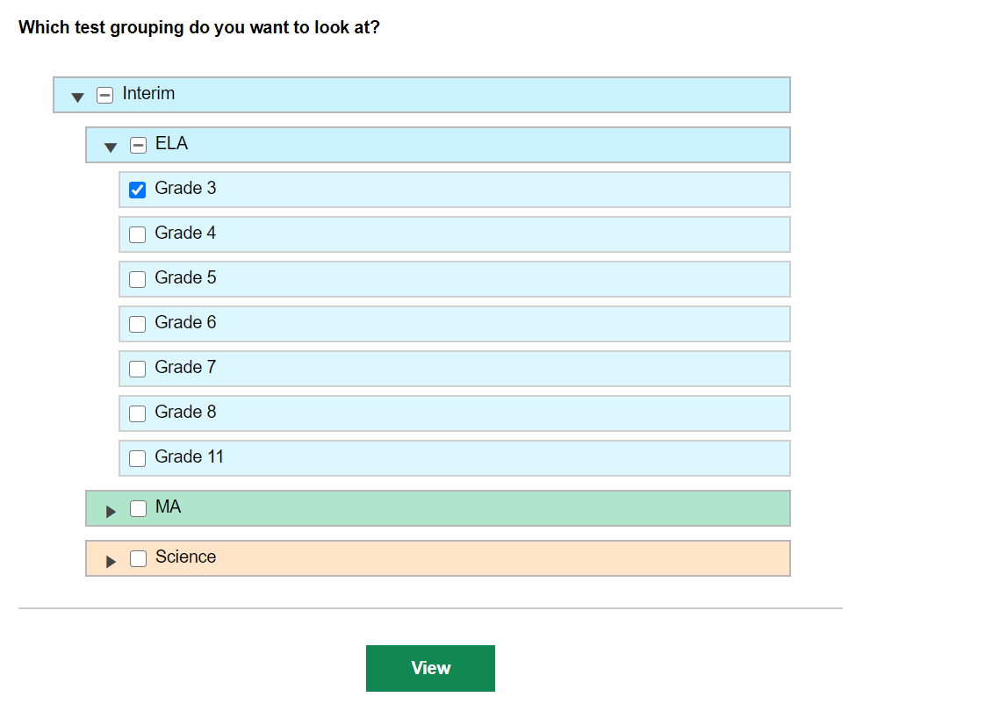 Which test grouping do you want to look at?
Interim
ELA
Grade 3
Grade 4
Grade 5
Grade 6
Grade 7
Grade 8
Grade 11
MA
Science
View